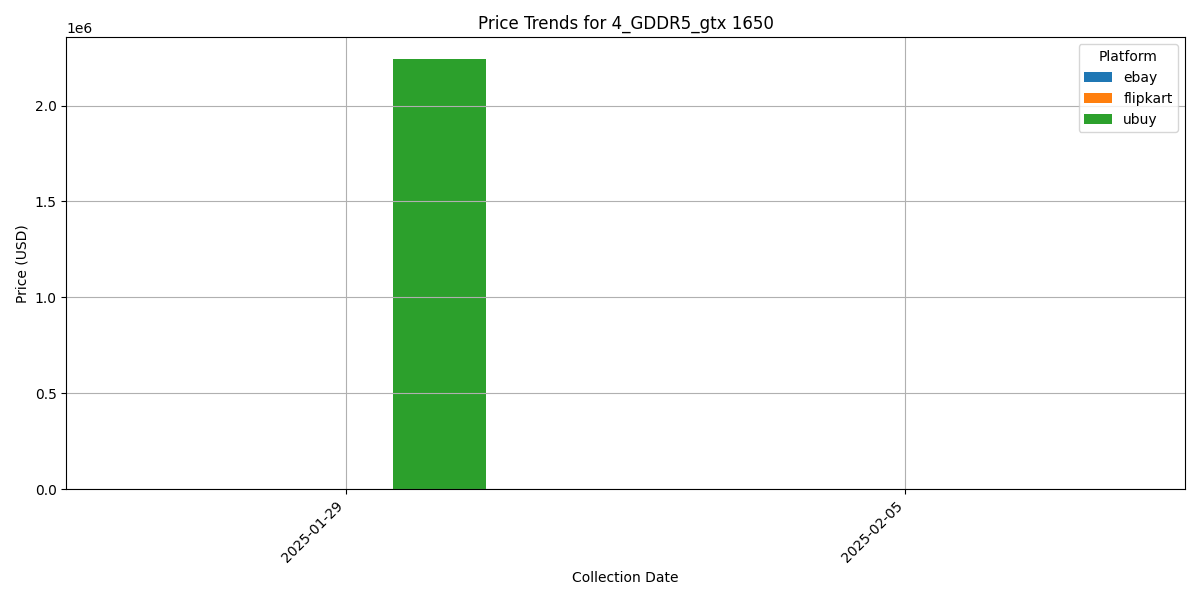 Price Trends for 4_GDDR5_gtx 1650
1e6
Platform
ebay
flipkart
ubuy
2.0
1.5
1.0
0.5
0.0
Price (USD)
2025-01-29
2025-02-05
Collection Date